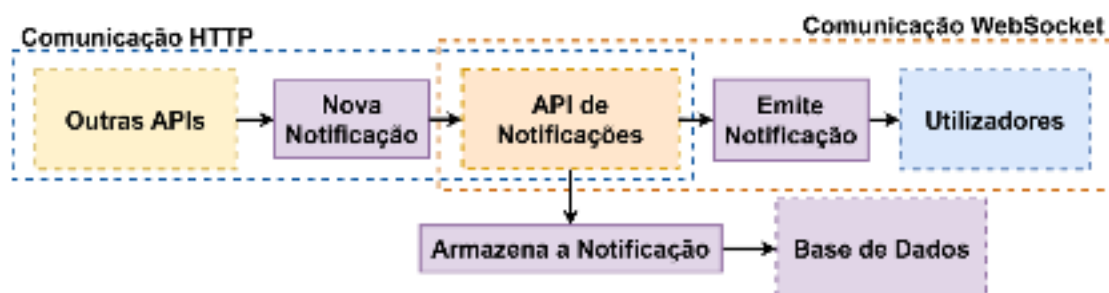 Comunicação WebSocket
Comunicação HTTP
Outras APIs
Nova
Notificação
API de
Notificações
Emite
Notificação
Utilizadores
Armazena a Notificação
Base de Dados